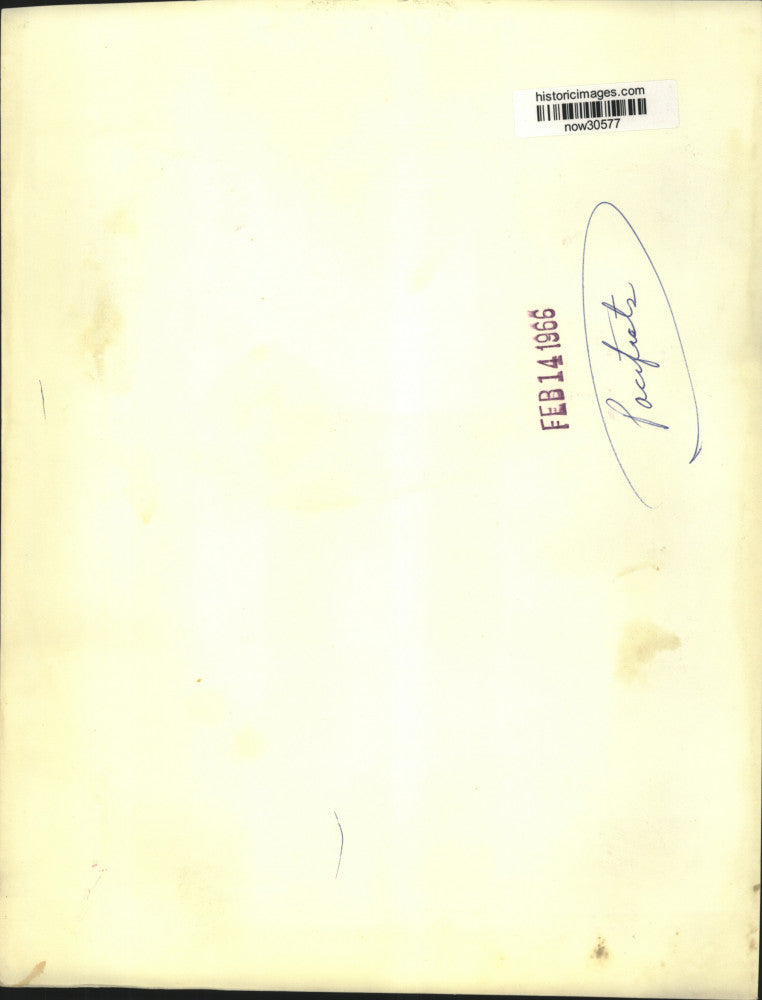 historicimages.com
now30577
FEB 14 1966
Pacifists